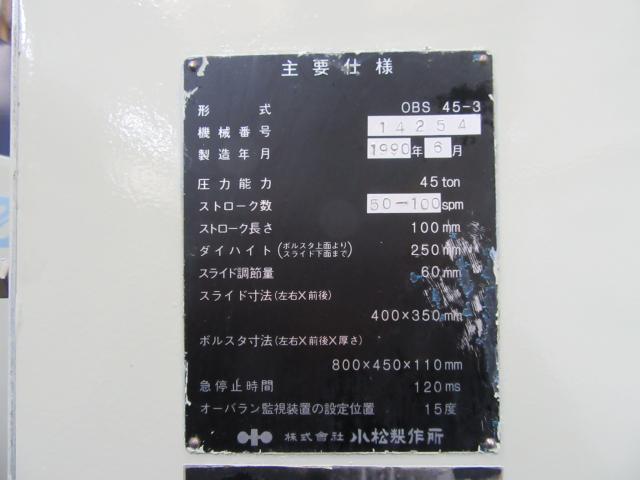 主要仕様
形式 OBS 45-3
機械番号 14254
製造年月 1990年 6月
圧力能力 45ton
ストローク数 50-100spm
ストローク長さ 100mm
ダイハイト(ボルスタ上面より スライド下面まで) 250mm
スライド調節量 60mm
スライド寸法(左右X前後)
400×350mm
ボルスタ寸法(左右X前後X厚さ)
800×450×110mm
急停止時間 120ms
オーバラン監視装置の設定位置 15度
株式會社 小松製作所